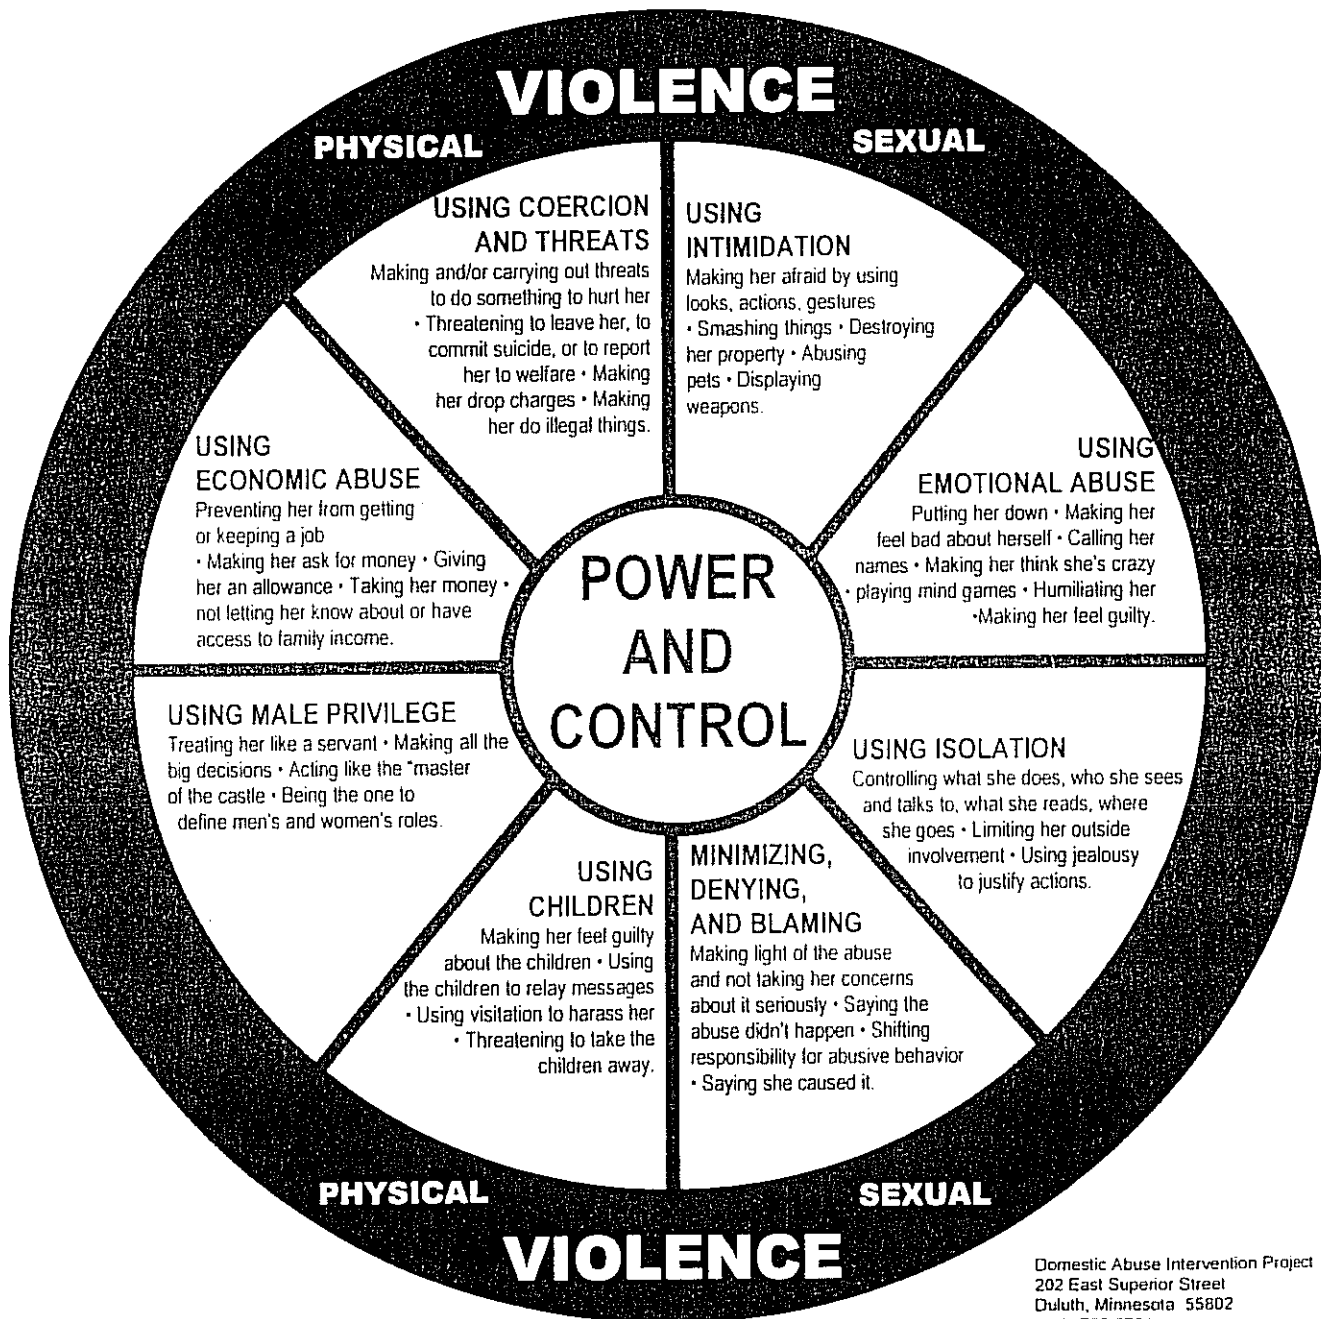 VIOLENCE
PHYSICAL
SEXUAL
USING COERCION
AND THREATS
Making and/or carrying out threats
to do something to hurt her
• Threatening to leave her, to
commit suicide, or to report
her to welfare • Making
her drop charges • Making
her do illegal things.
USING
INTIMIDATION
Making her afraid by using
looks, actions, gestures
• Smashing things • Destroying
her property • Abusing
pets • Displaying
weapons.
USING
ECONOMIC ABUSE
Preventing her from getting
or keeping a job
• Making her ask for money • Giving
her an allowance • Taking her money •
not letting her know about or have
access to family income.
USING
EMOTIONAL ABUSE
Putting her down • Making her
feel bad about herself • Calling her
names • Making her think she's crazy
• playing mind games • Humiliating her
•Making her feel guilty.
POWER
AND
CONTROL
USING MALE PRIVILEGE
Treating her like a servant • Making all the
big decisions • Acting like the "master
of the castle • Being the one to
define men's and women's roles.
USING ISOLATION
Controlling what she does, who she sees
and talks to, what she reads, where
she goes • Limiting her outside
involvement • Using jealousy
to justify actions.
USING
CHILDREN
Making her feel guilty
about the children • Using
the children to relay messages
• Using visitation to harass her
• Threatening to take the
children away.
MINIMIZING,
DENYING,
AND BLAMING
Making light of the abuse
and not taking her concerns
about it seriously • Saying the
abuse didn't happen • Shifting
responsibility for abusive behavior
• Saying she caused it.
PHYSICAL
SEXUAL
VIOLENCE
Domestic Abuse Intervention Project
202 East Superior Street
Duluth, Minnesota 55802